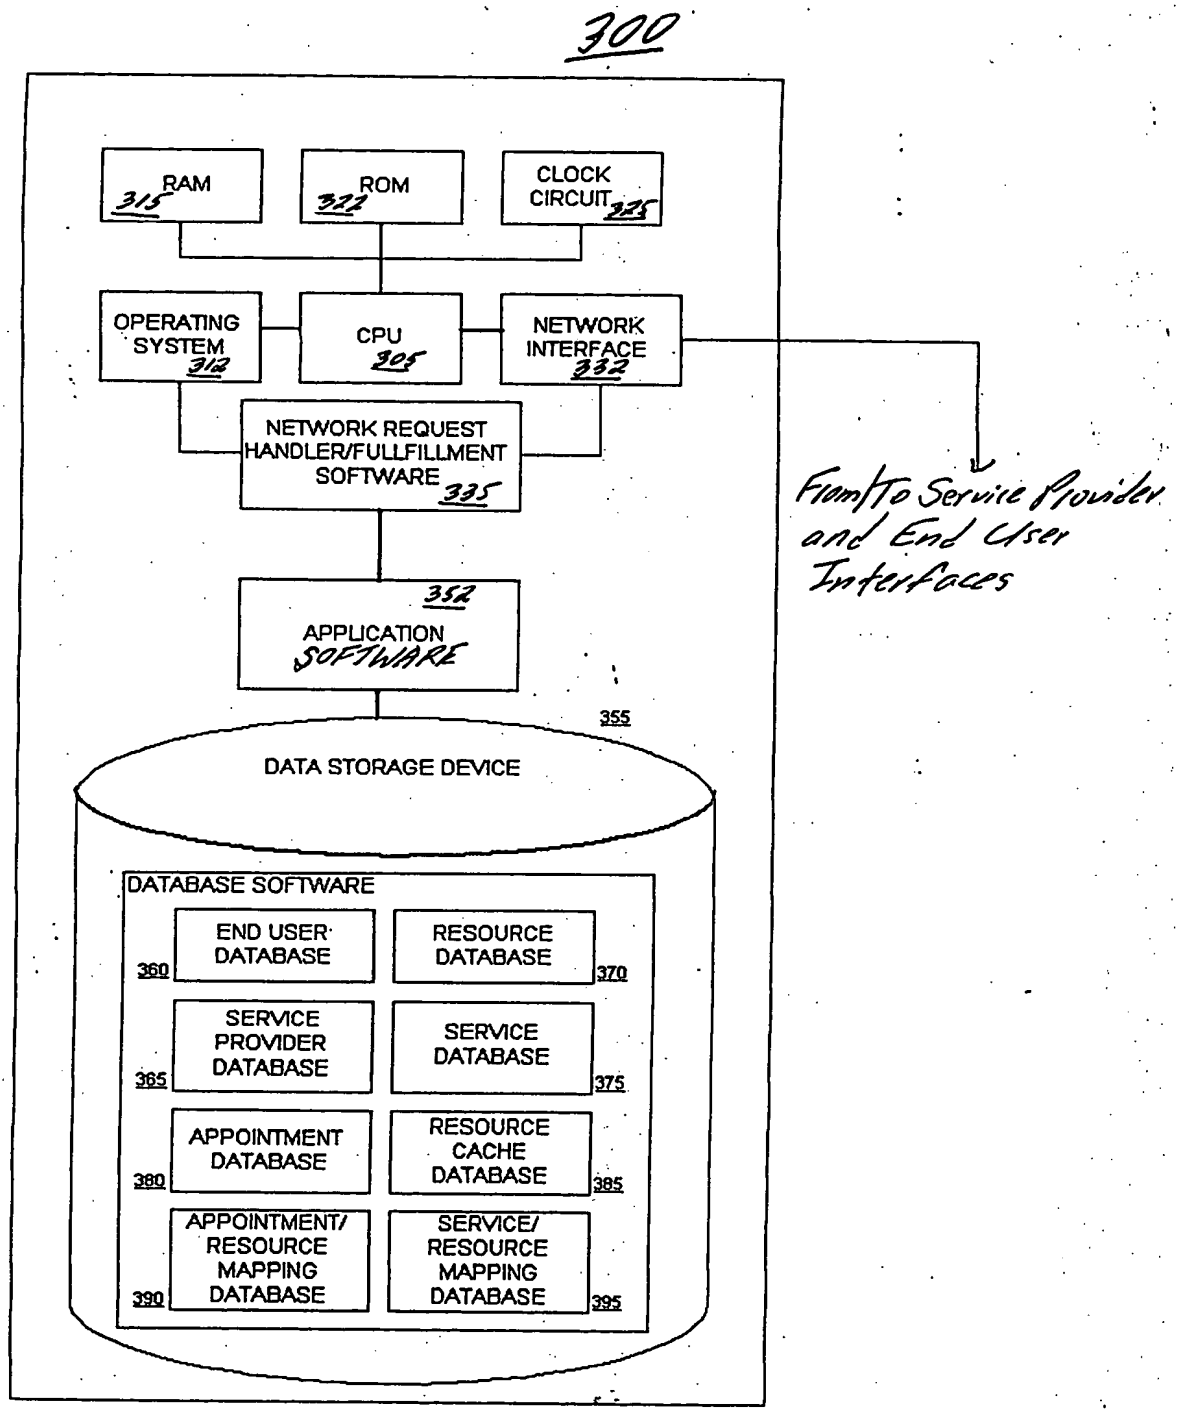 300
RAM
315
ROM
322
CLOCK
CIRCUIT
325
OPERATING
SYSTEM
312
CPU
305
NETWORK
INTERFACE
332
NETWORK REQUEST
HANDLER/FULLFILLMENT
SOFTWARE
335
From/To Service Provider
and End User
Interfaces
352
APPLICATION
SOFTWARE
355
DATA STORAGE DEVICE
DATABASE SOFTWARE
END USER
DATABASE
360
RESOURCE
DATABASE
370
SERVICE
PROVIDER
DATABASE
365
SERVICE
DATABASE
375
APPOINTMENT
DATABASE
380
RESOURCE
CACHE
DATABASE
385
APPOINTMENT/
RESOURCE
MAPPING
DATABASE
390
SERVICE/
RESOURCE
MAPPING
DATABASE
395